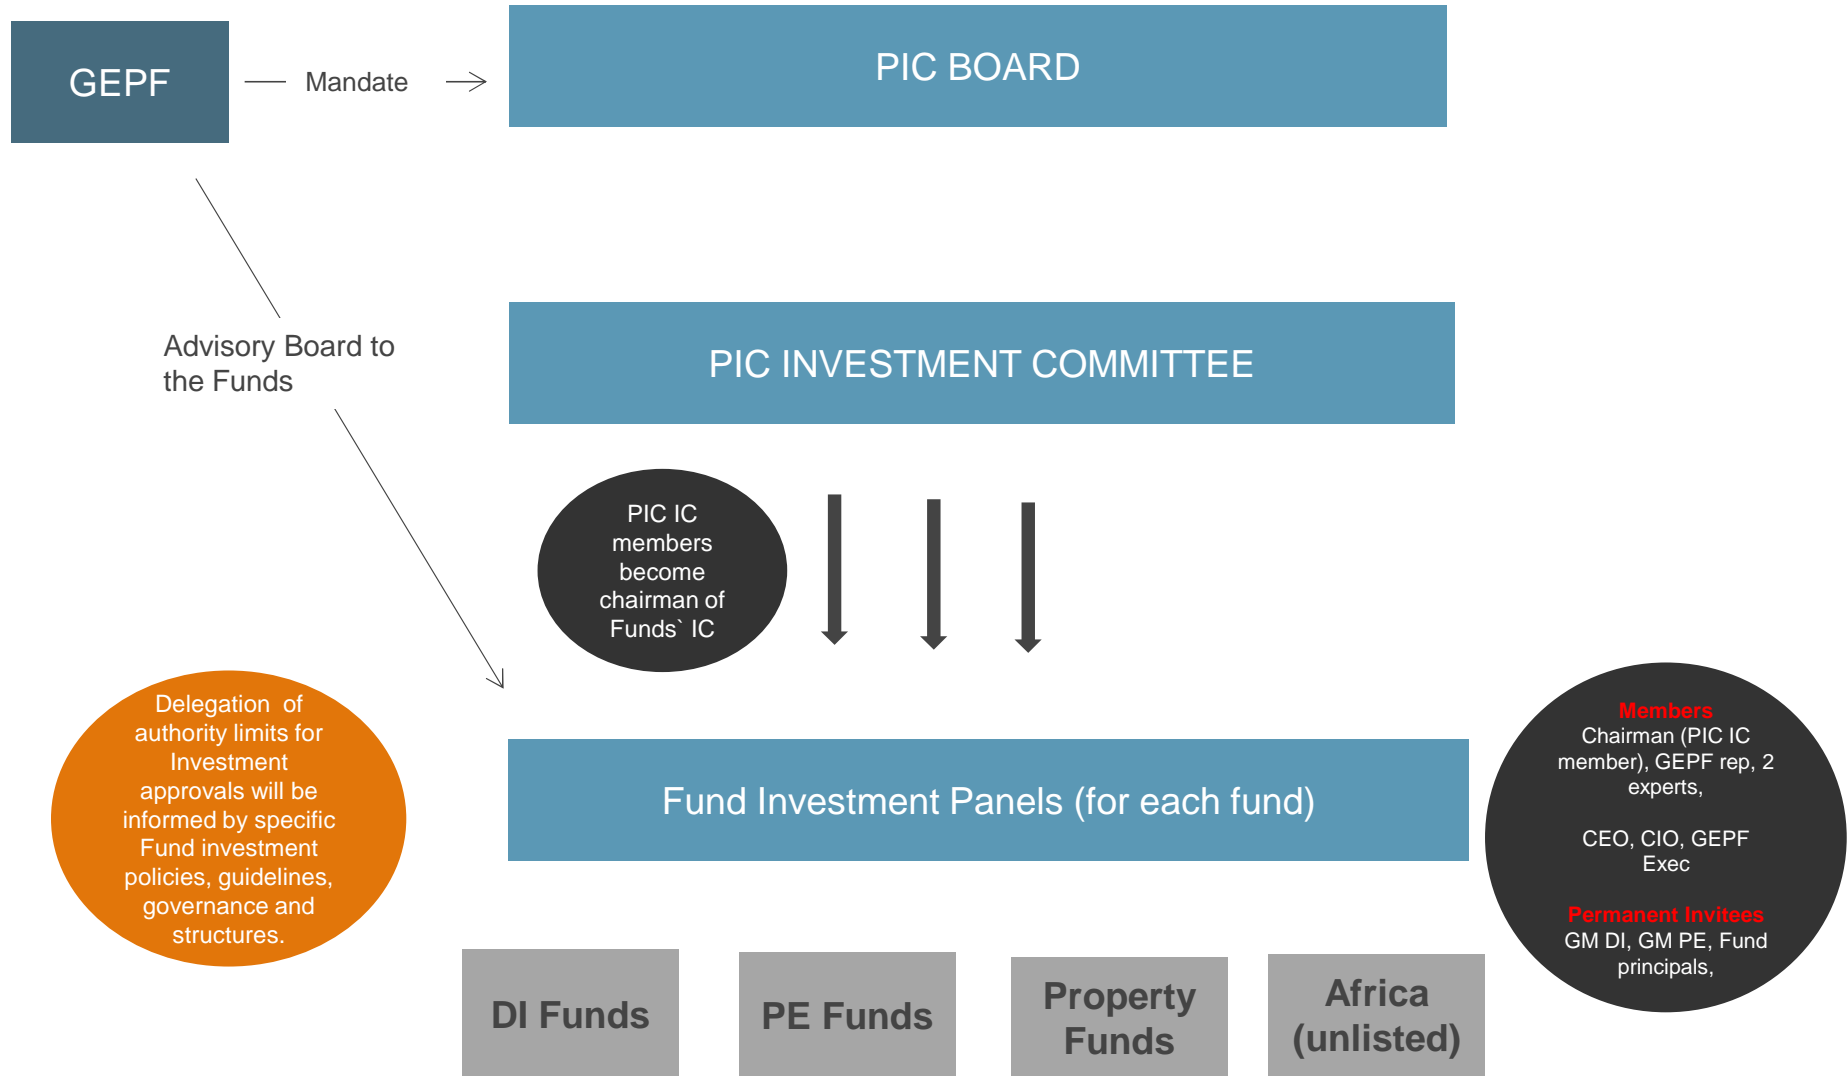 GEPF
Mandate
PIC BOARD
Advisory Board to
the Funds
PIC INVESTMENT COMMITTEE
PIC IC
members
become
chairman of
Funds` IC
Delegation of
authority limits for
Investment
approvals will be
informed by specific
Fund investment
policies, guidelines,
governance and
structures.
Fund Investment Panels (for each fund)
Members
Chairman (PIC IC
member), GEPF rep, 2
experts,
CEO, CIO, GEPF
Exec
Permanent Invitees
GM DI, GM PE, Fund
principals,
DI Funds
PE Funds
Property
Funds
Africa
(unlisted)